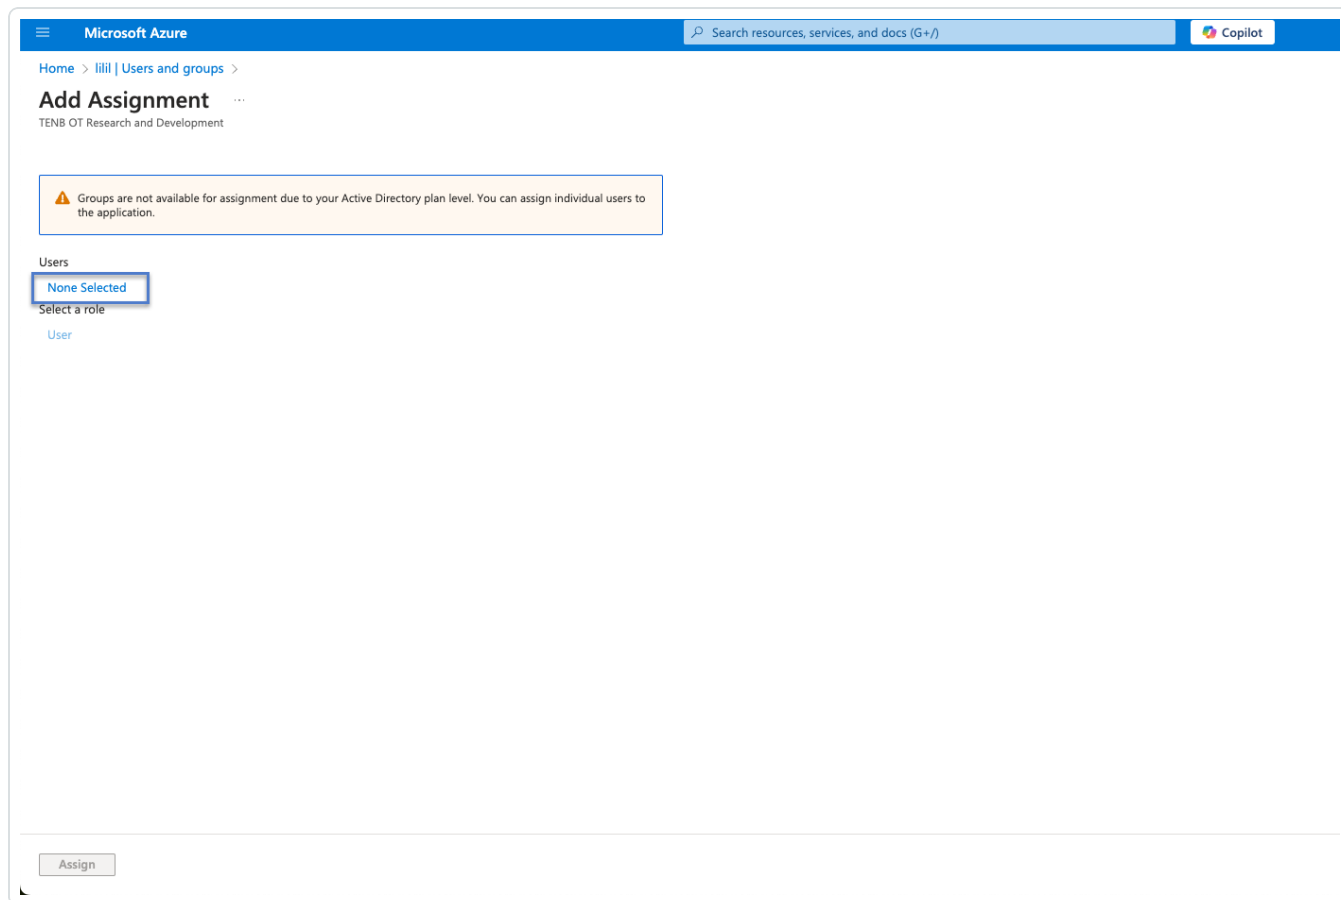 Microsoft Azure
Search resources, services, and docs (G+/)
Copilot
Home > lilil | Users and groups >
Add Assignment ...
TENB OT Research and Development
Groups are not available for assignment due to your Active Directory plan level. You can assign individual users to
the application.
Users
None Selected
Select a role
User
Assign